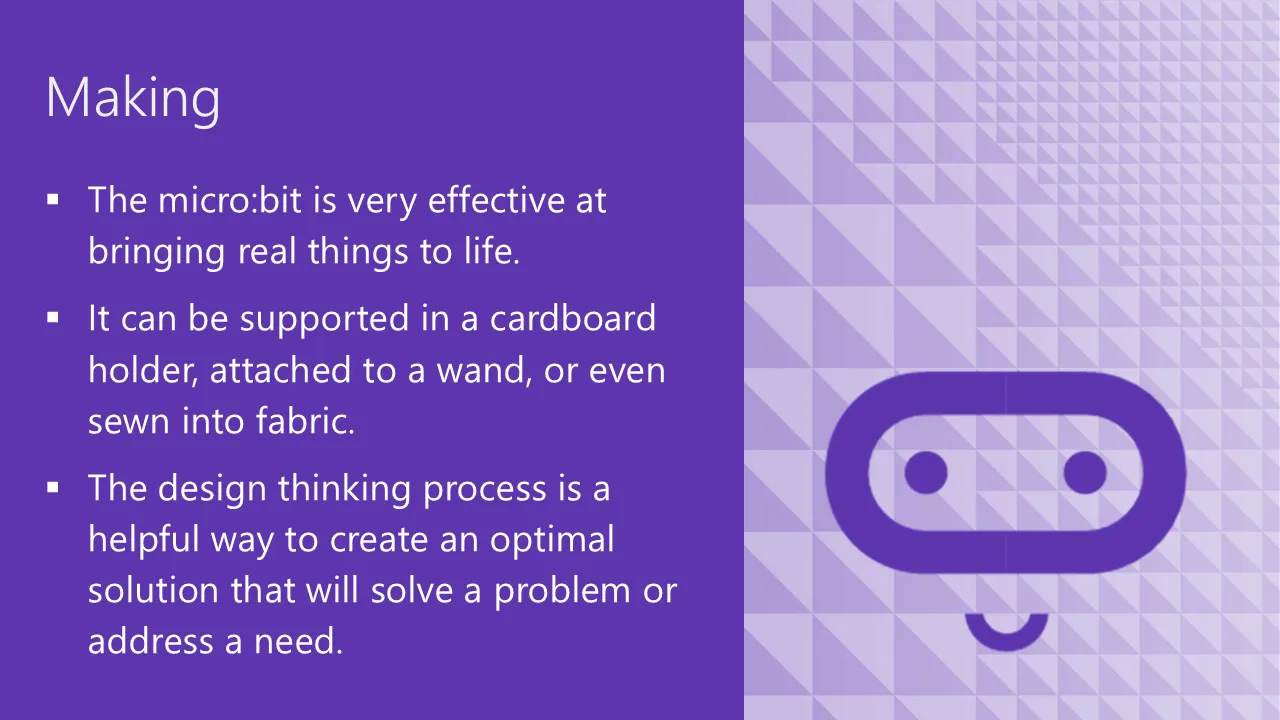 Making
▪ The micro:bit is very effective at
bringing real things to life.
▪ It can be supported in a cardboard
holder, attached to a wand, or even
sewn into fabric.
▪ The design thinking process is a
helpful way to create an optimal
solution that will solve a problem or
address a need.